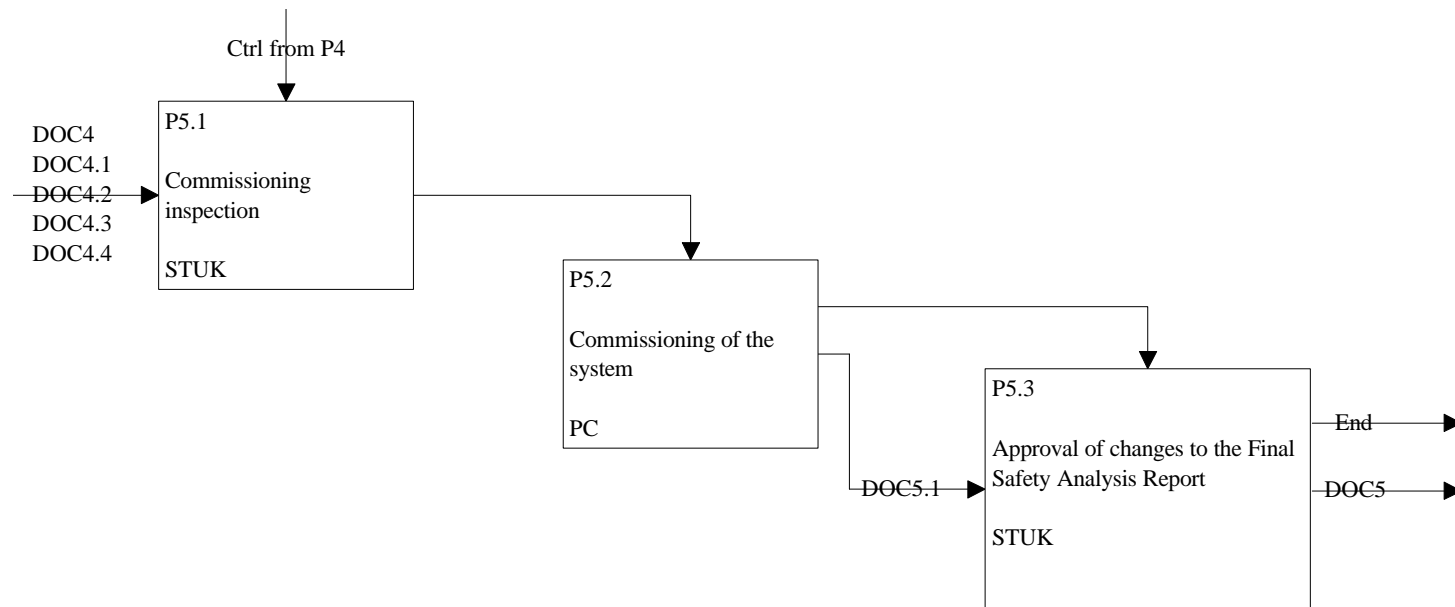 Ctrl from P4
DOC4
DOC4.1
DOC4.2
DOC4.3
DOC4.4
P5.1
Commissioning
inspection
STUK
P5.2
Commissioning of the
system
PC
DOC5.1
P5.3
Approval of changes to the Final
Safety Analysis Report
STUK
End
DOC5